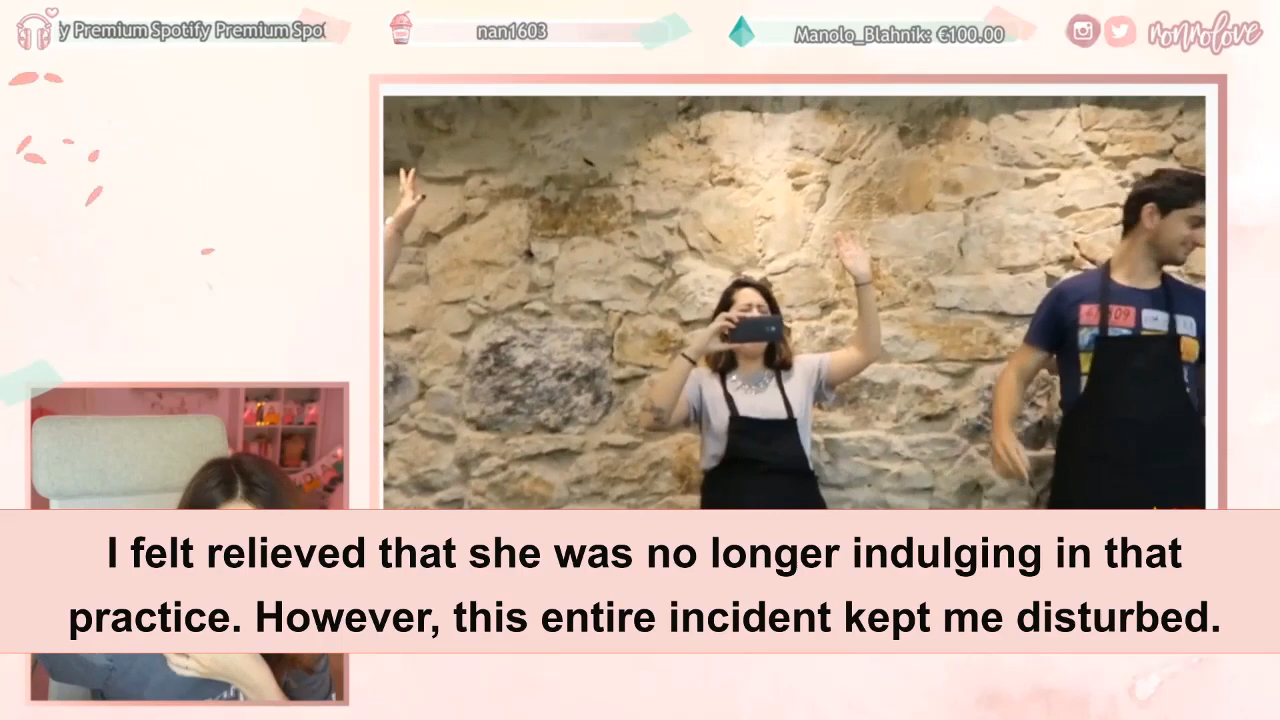 y Premium Spotify Premium Spot
nan1603
Manolo_Blahnik: €100.00
nonnolove
I felt relieved that she was no longer indulging in that
practice. However, this entire incident kept me disturbed.